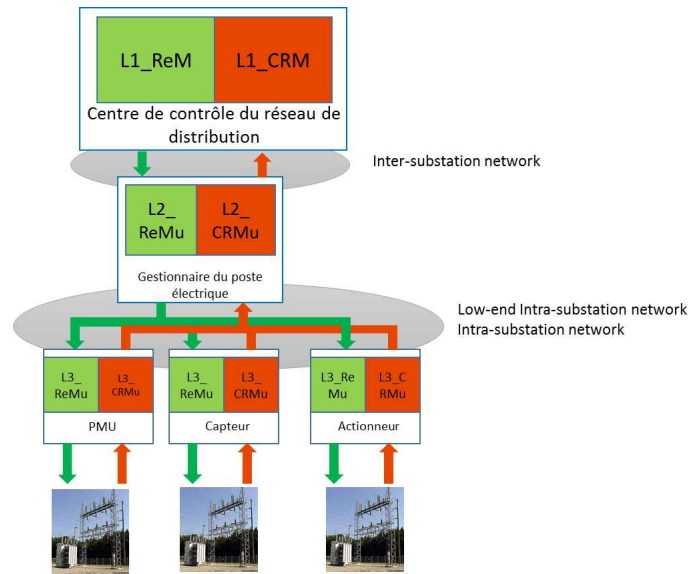 L1_ReM
L1_CRM
Centre de contrôle du réseau de
distribution
Inter-substation network
L2_
ReMu
L2_
CRMu
Gestionnaire du poste
électrique
Low-end Intra-substation network
Intra-substation network
L3_
ReMu
L3_
CRMu
PMU
L3_
ReMu
L3_
CRMu
Capteur
L3_Re
Mu
L3_C
RMu
Actionneur